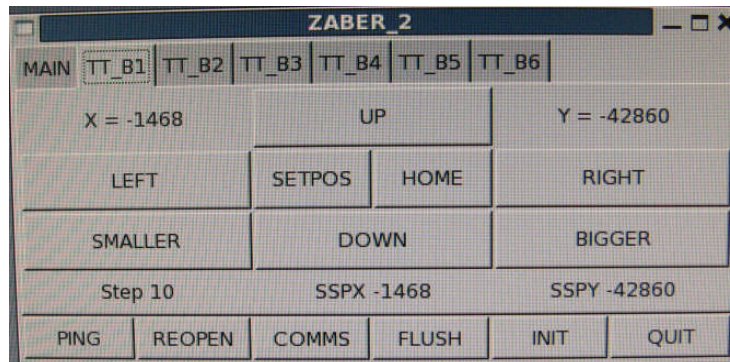 ZABER_2
MAIN TT_B1 TT_B2 TT_B3 TT_B4 TT_B5 TT_B6
X = -1468 UP Y = -42860
LEFT SETPOS HOME RIGHT
SMALLER DOWN BIGGER
Step 10 SSPX -1468 SSPY -42860
PING REOPEN COMMS FLUSH INIT QUIT